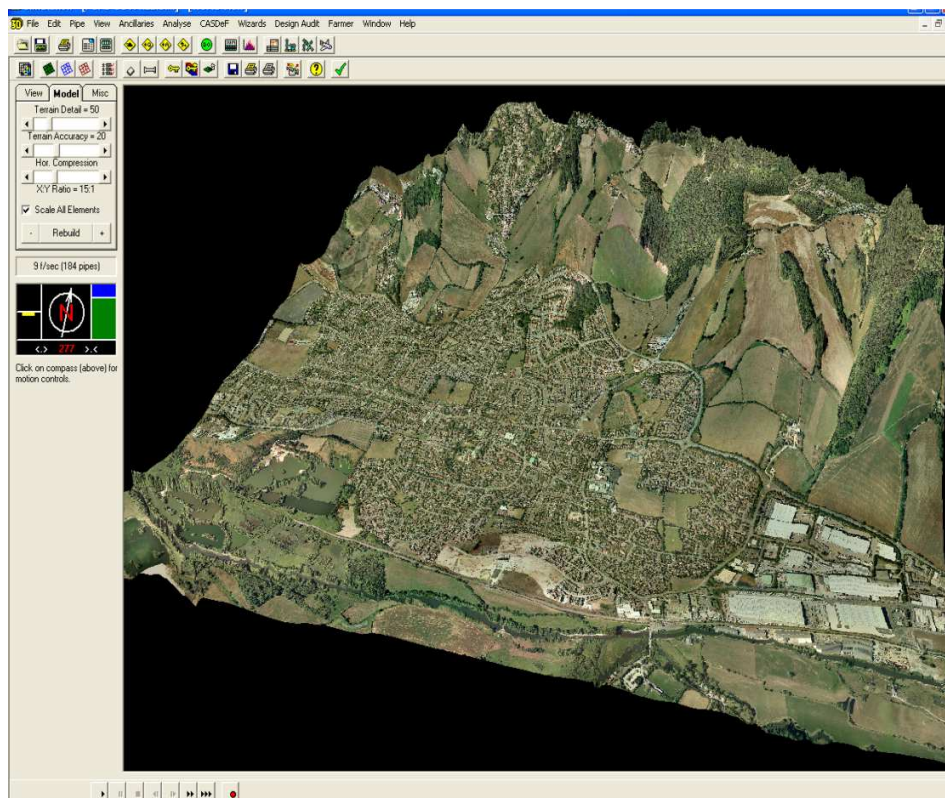 File Edit Pipe View Ancillaries Analyse CASDeF Wizards Design Audit Farmer Window Help
View Model Misc
Terrain Detail = 50
Terrain Accuracy = 20
Hor. Compression
X:Y Ratio = 15:1
Scale All Elements
- Rebuild +
9 f/sec (184 pipes)
N
<> 277 >.<
Click on compass (above) for
motion controls.